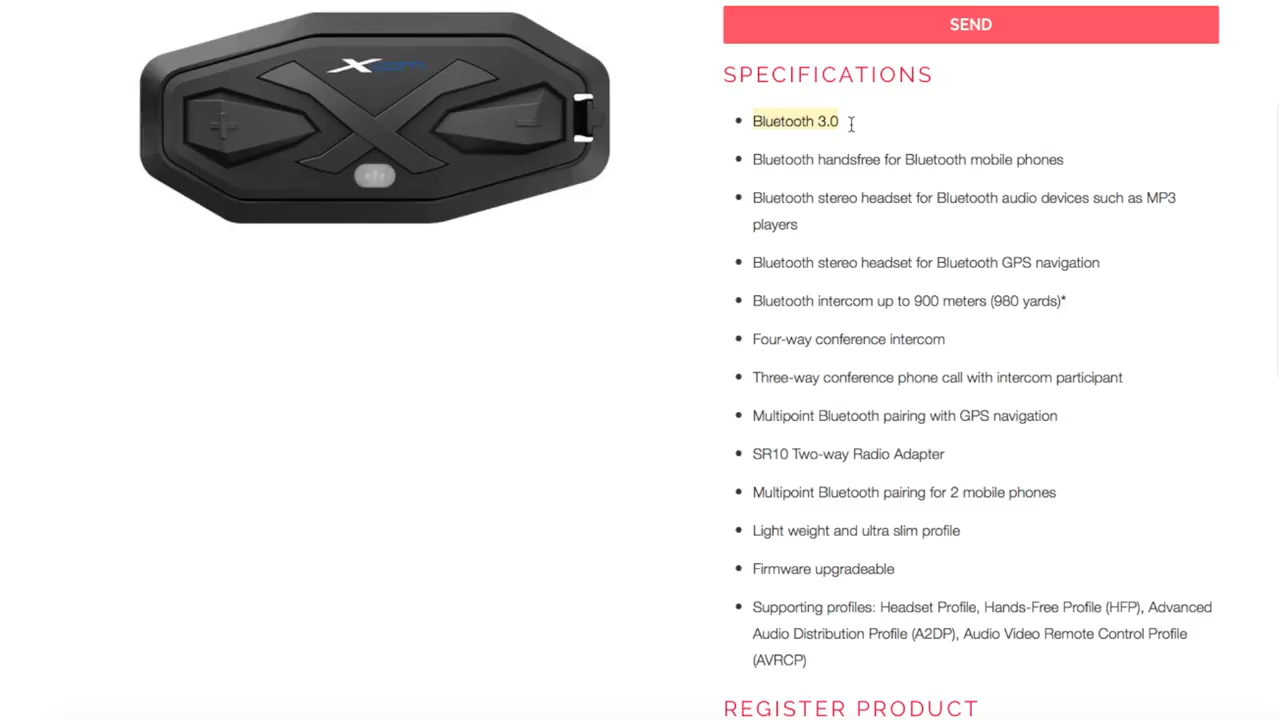 SEND
SPECIFICATIONS
Bluetooth 3.0
Bluetooth handsfree for Bluetooth mobile phones
Bluetooth stereo headset for Bluetooth audio devices such as MP3
players
Bluetooth stereo headset for Bluetooth GPS navigation
Bluetooth intercom up to 900 meters (980 yards)*
Four-way conference intercom
Three-way conference phone call with intercom participant
Multipoint Bluetooth pairing with GPS navigation
SR10 Two-way Radio Adapter
Multipoint Bluetooth pairing for 2 mobile phones
Light weight and ultra slim profile
Firmware upgradeable
Supporting profiles: Headset Profile, Hands-Free Profile (HFP), Advanced
Audio Distribution Profile (A2DP), Audio Video Remote Control Profile
(AVRCP)
REGISTER PRODUCT